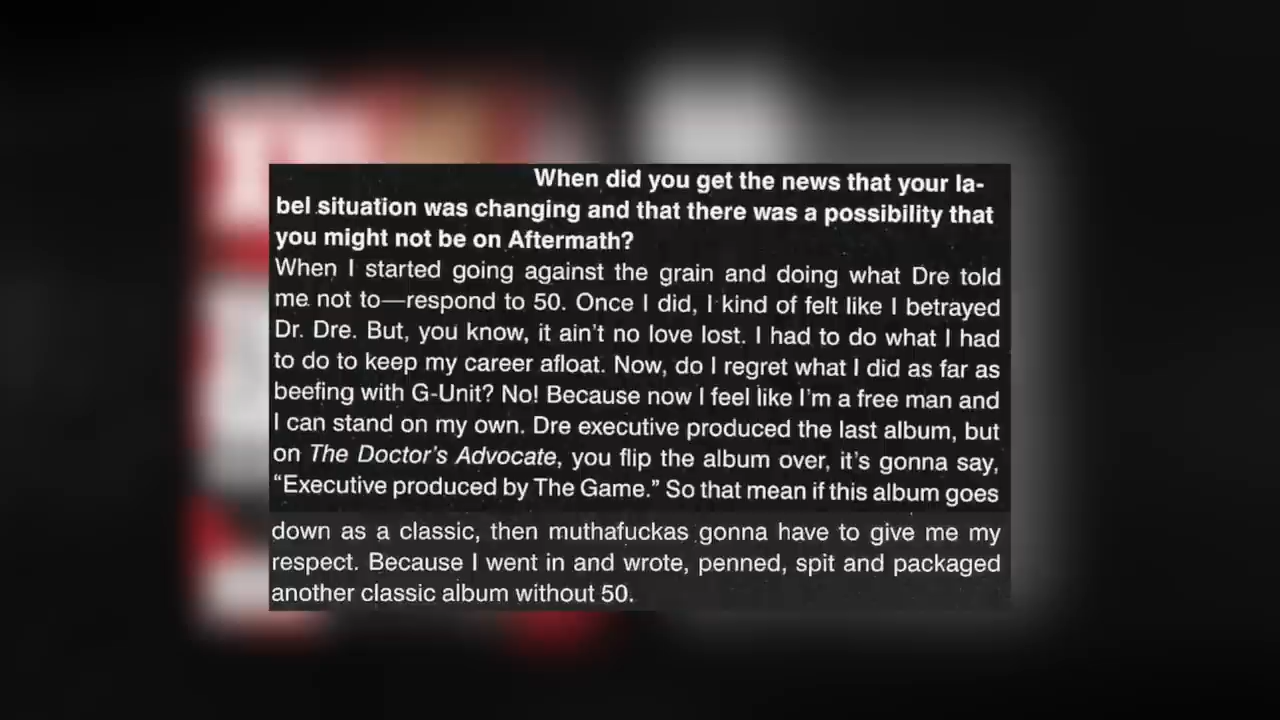 When did you get the news that your la-
bel situation was changing and that there was a possibility that
you might not be on Aftermath?
When I started going against the grain and doing what Dre told
me not to—respond to 50. Once I did, I kind of felt like I betrayed
Dr. Dre. But, you know, it ain't no love lost. I had to do what I had
to do to keep my career afloat. Now, do I regret what I did as far as
beefing with G-Unit? No! Because now I feel like I'm a free man and
I can stand on my own. Dre executive produced the last album, but
on The Doctor's Advocate, you flip the album over, it's gonna say,
“Executive produced by The Game.” So that mean if this album goes
down as a classic, then muthafuckas gonna have to give me my
respect. Because I went in and wrote, penned, spit and packaged
another classic album without 50.